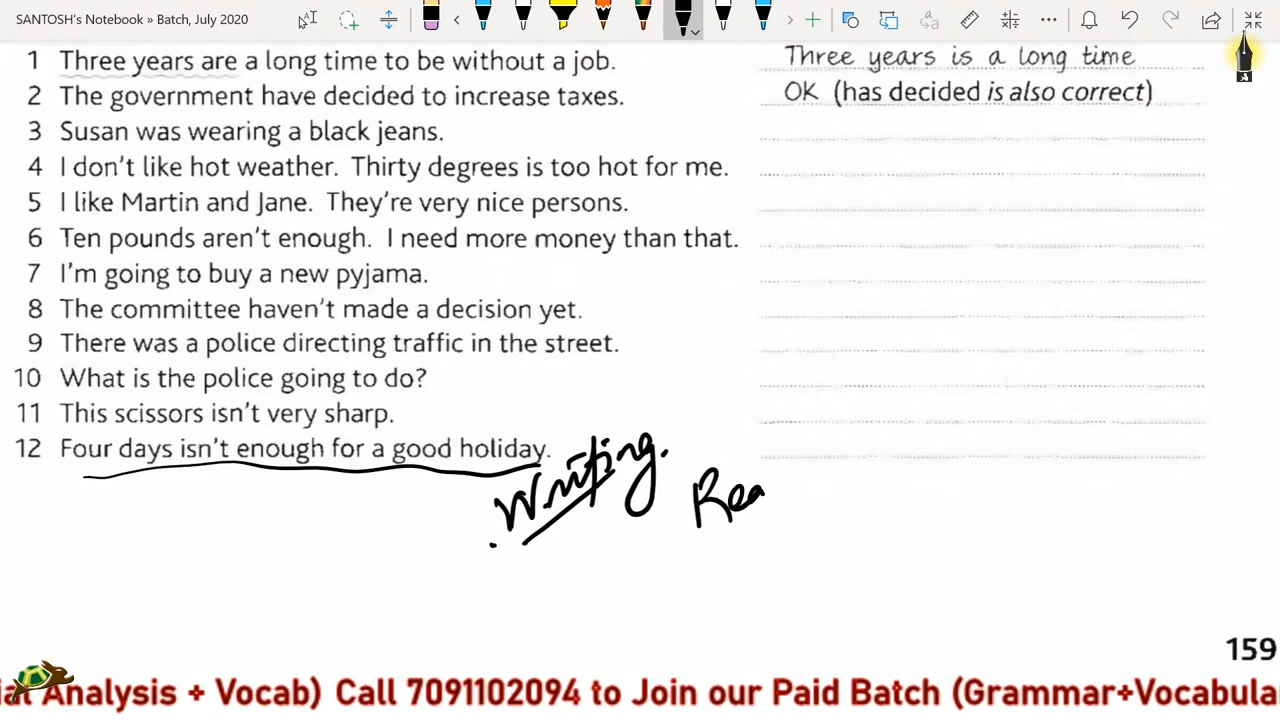 SANTOSH's Notebook » Batch, July 2020
1 Three years are a long time to be without a job. Three years is a long time
2 The government have decided to increase taxes. OK (has decided is also correct)
3 Susan was wearing a black jeans.
4 I don't like hot weather. Thirty degrees is too hot for me.
5 I like Martin and Jane. They're very nice persons.
6 Ten pounds aren't enough. I need more money than that.
7 I'm going to buy a new pyjama.
8 The committee haven't made a decision yet.
9 There was a police directing traffic in the street.
10 What is the police going to do?
11 This scissors isn't very sharp.
12 Four days isn't enough for a good holiday.
Writing. Rea
159
ial Analysis + Vocab) Call 7091102094 to Join our Paid Batch (Grammar+Vocabula